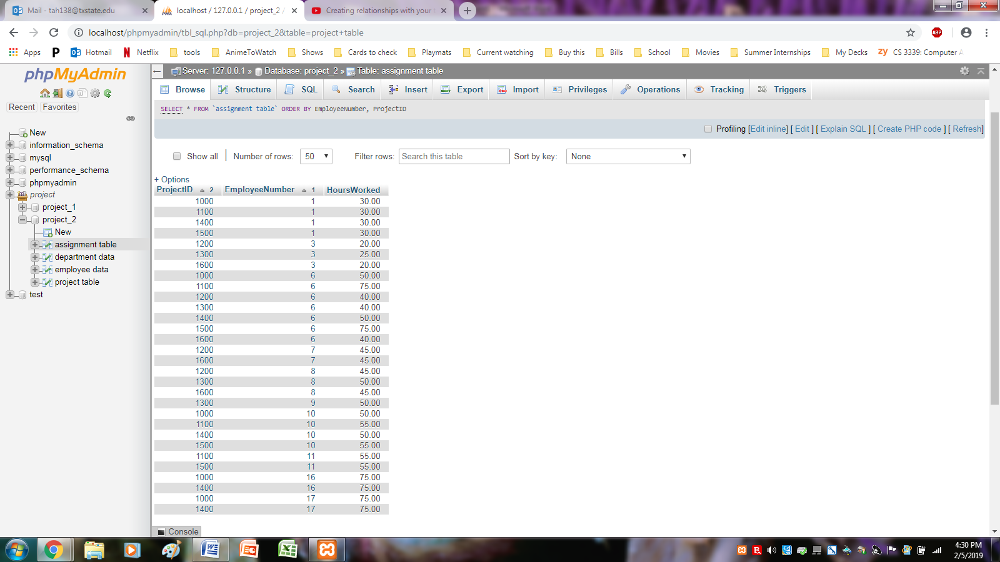 Mail - tah138@txstate.edu
localhost / 127.0.0.1 / project_2 /
Creating relationships with your
localhost/phpmyadmin/tbl_sql.php?db=project_2&table=project+table
ABP
Apps
Hotmail
Netflix
tools
AnimeToWatch
Shows
Cards to check
Playmats
Current watching
Buy this
Bills
School
Movies
Summer Internships
My Decks
CS 3339: Computer A
phpMyAdmin
Recent Favorites
New
information_schema
mysql
performance_schema
phpmyadmin
project
project_1
project_2
New
assignment table
department data
employee data
project table
test
Server: 127.0.0.1 » Database: project_2 » Table: assignment table
Browse Structure SQL Search Insert Export Import Privileges Operations Tracking Triggers
SELECT * FROM `assignment table` ORDER BY EmployeeNumber, ProjectID
Profiling [Edit inline] [ Edit ] [ Explain SQL ] [ Create PHP code ] [ Refresh]
Show all Number of rows: 50 Filter rows: Search this table Sort by key: None
+ Options
ProjectID 2 EmployeeNumber 1 HoursWorked
1000 1 30.00
1100 1 30.00
1400 1 30.00
1500 1 30.00
1200 3 20.00
1300 3 25.00
1600 3 20.00
1000 6 50.00
1100 6 75.00
1200 6 40.00
1300 6 40.00
1400 6 50.00
1500 6 75.00
1600 6 40.00
1200 7 45.00
1600 7 45.00
1200 8 45.00
1300 8 50.00
1600 8 45.00
1300 9 50.00
1000 10 50.00
1100 10 55.00
1400 10 50.00
1500 10 55.00
1100 11 55.00
1500 11 55.00
1000 16 75.00
1400 16 75.00
1000 17 75.00
1400 17 75.00
Console
4:30 PM
2/5/2019